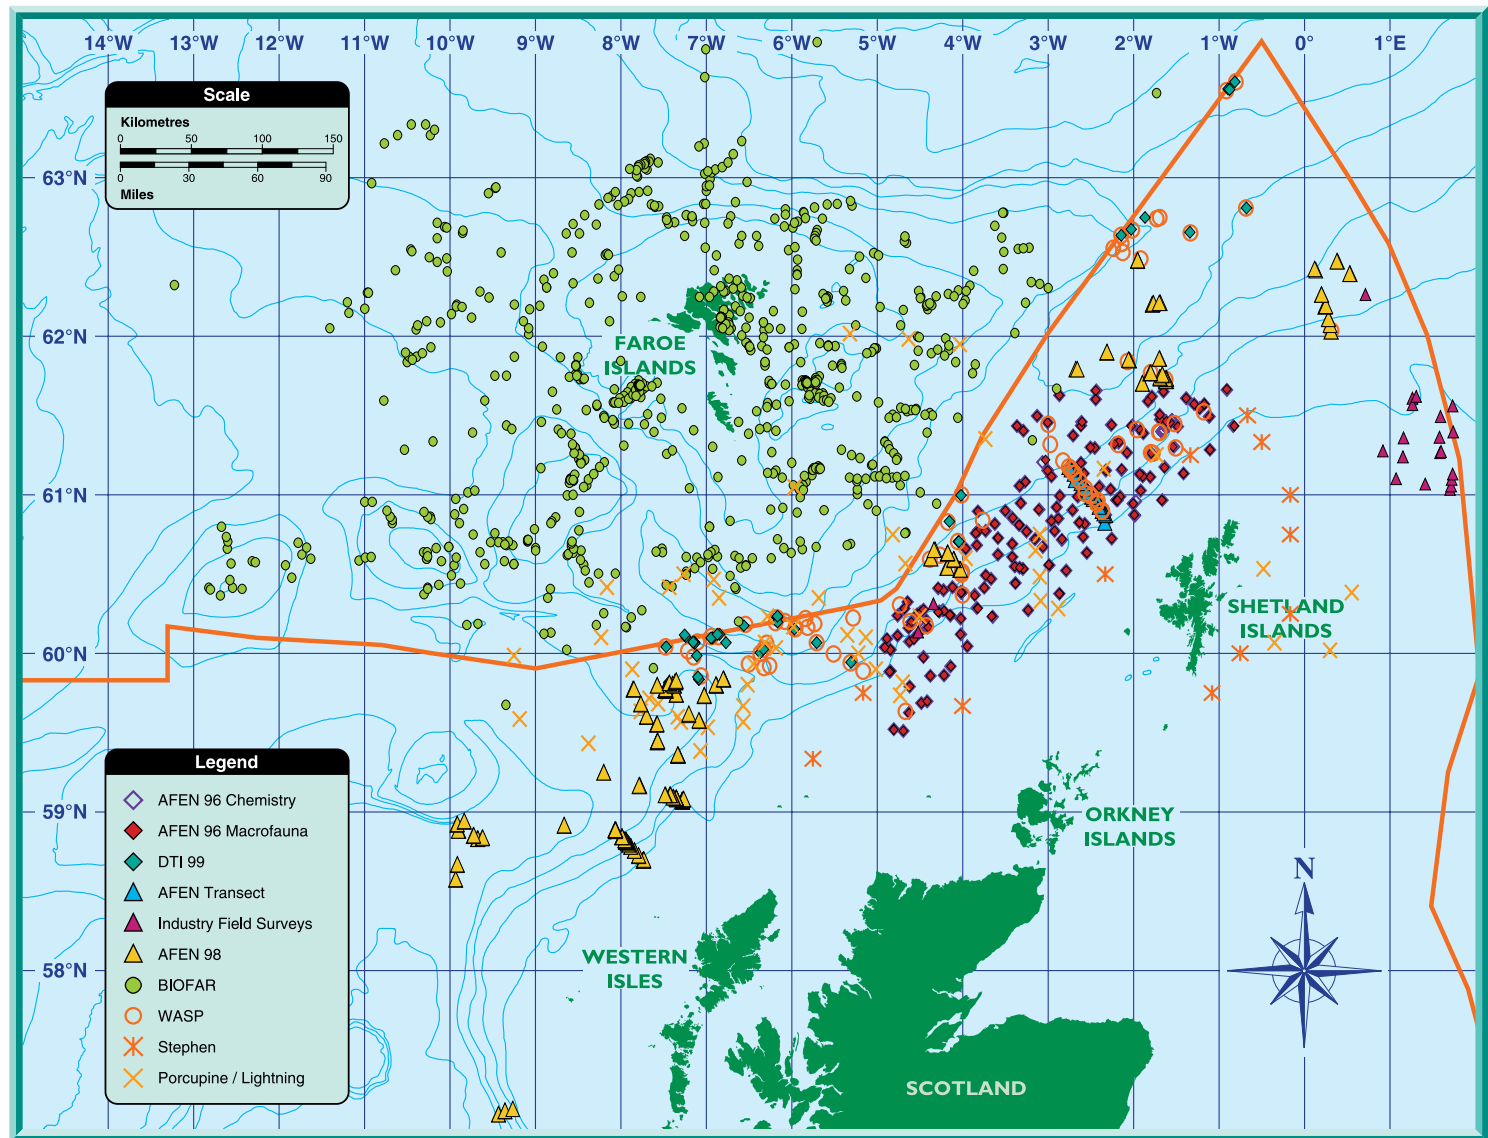 14°W 13°W 12°W 11°W 10°W 9°W 8°W 7°W 6°W 5°W 4°W 3°W 2°W 1°W 0 1°E
Scale
Kilometres
0 50 100 150
0 30 60 90
Miles
63°N
62°N
FAROE
ISLANDS
61°N
SHETLAND
ISLANDS
60°N
59°N
ORKNEY
ISLANDS
58°N
WESTERN
ISLES
N
SCOTLAND
Legend
AFEN 96 Chemistry
AFEN 96 Macrofauna
DTI 99
AFEN Transect
Industry Field Surveys
AFEN 98
BIOFAR
WASP
Stephen
Porcupine / Lightning